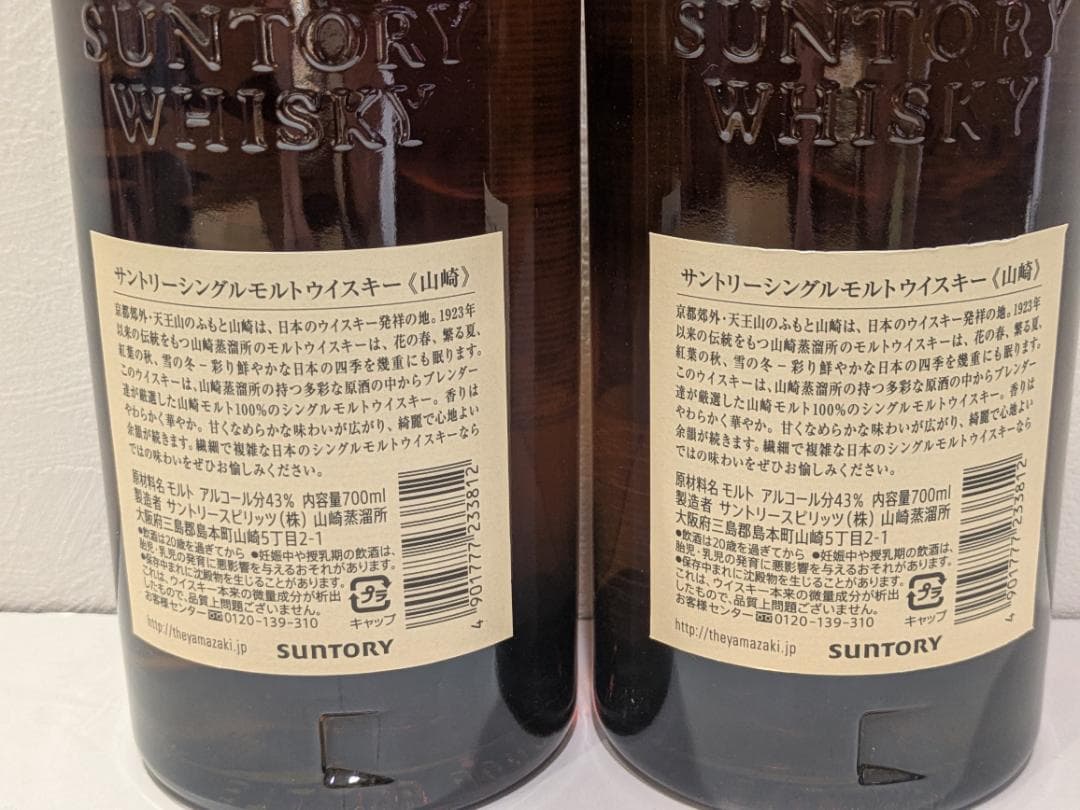 SUNTORY
WHISKY
サントリーシングルモルトウイスキー《山崎》
京都郊外・天王山のふもと山崎は、日本のウイスキー発祥の地。1923年
以来の伝統をもつ山崎蒸溜所のモルトウイスキーは、花の春、繁る夏、
紅葉の秋、雪の冬－彩り鮮やかな日本の四季を幾重にも眠ります。
このウイスキーは、山崎蒸溜所の持つ多彩な原酒の中からブレンダー
達が厳選した山崎モルト100%のシングルモルトウイスキー。香りは
やわらかく華やか。甘くなめらかな味わいが広がり、綺麗で心地よい
余韻が続きます。繊細で複雑な日本のシングルモルトウイスキーなら
ではの味わいをぜひお愉しみください。
原材料名 モルト アルコール分43% 内容量700ml
製造者 サントリースピリッツ(株) 山崎蒸溜所
大阪府三島郡島本町山崎5丁目2-1
●飲酒は20歳を過ぎてから ●妊娠中や授乳期の飲酒は、
胎児・乳児の発育に悪影響を与えるおそれがあります。
●保存中まれに沈殿物を生じることがあります。
これは、ウイスキー本来の微量成分が析出
したもので、品質上問題ございません。
お客様センター 0120-139-310
プラ
キャップ
4 901777 233812
http://theyamazaki.jp
SUNTORY
SUNTORY
WHISKY
サントリーシングルモルトウイスキー《山崎》
京都郊外・天王山のふもと山崎は、日本のウイスキー発祥の地。1923年
以来の伝統をもつ山崎蒸溜所のモルトウイスキーは、花の春、繁る夏、
紅葉の秋、雪の冬－彩り鮮やかな日本の四季を幾重にも眠ります。
このウイスキーは、山崎蒸溜所の持つ多彩な原酒の中からブレンダー
達が厳選した山崎モルト100%のシングルモルトウイスキー。香りは
やわらかく華やか。甘くなめらかな味わいが広がり、綺麗で心地よい
余韻が続きます。繊細で複雑な日本のシングルモルトウイスキーなら
ではの味わいをぜひお愉しみください。
原材料名 モルト アルコール分43% 内容量700ml
製造者 サントリースピリッツ(株) 山崎蒸溜所
大阪府三島郡島本町山崎5丁目2-1
●飲酒は20歳を過ぎてから ●妊娠中や授乳期の飲酒は、
胎児・乳児の発育に悪影響を与えるおそれがあります。
●保存中まれに沈殿物を生じることがあります。
これは、ウイスキー本来の微量成分が析出
したもので、品質上問題ございません。
お客様センター 0120-139-310
プラ
キャップ
4 901777 233812
http://theyamazaki.jp
SUNTORY